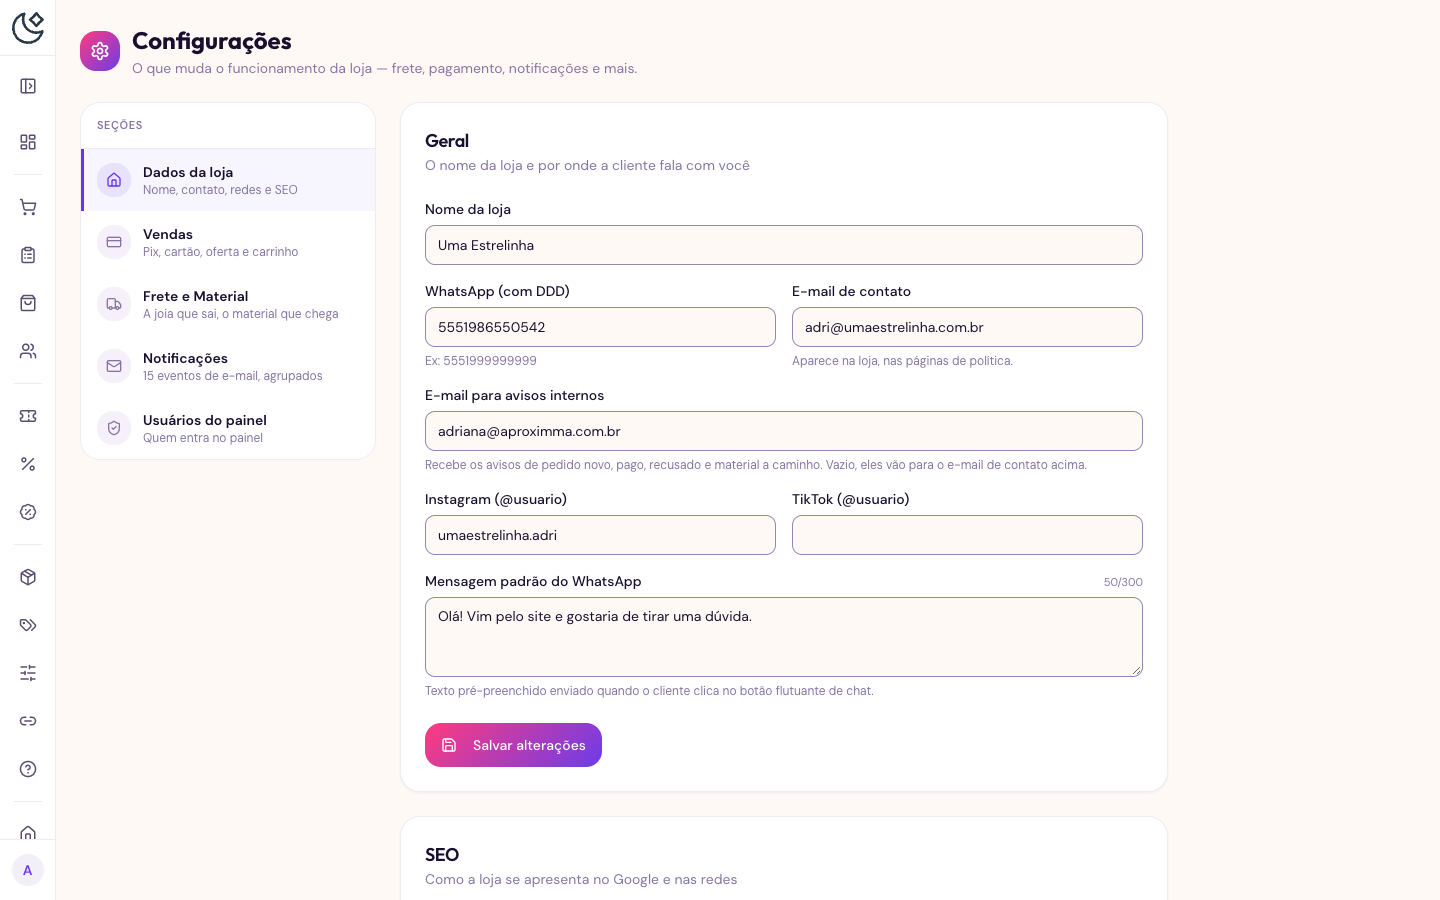 Configurações
O que muda o funcionamento da loja — frete, pagamento, notificações e mais.
SEÇÕES
Dados da loja
Nome, contato, redes e SEO
Vendas
Pix, cartão, oferta e carrinho
Frete e Material
A joia que sai, o material que chega
Notificações
15 eventos de e-mail, agrupados
Usuários do painel
Quem entra no painel
A
Geral
O nome da loja e por onde a cliente fala com você
Nome da loja
Uma Estrelinha
WhatsApp (com DDD) E-mail de contato
5551986550542 adri@umaestrelinha.com.br
Ex: 5551999999999 Aparece na loja, nas páginas de política.
E-mail para avisos internos
adriana@aproximma.com.br
Recebe os avisos de pedido novo, pago, recusado e material a caminho. Vazio, eles vão para o e-mail de contato acima.
Instagram (@usuario) TikTok (@usuario)
umaestrelinha.adri
Mensagem padrão do WhatsApp 50/300
Olá! Vim pelo site e gostaria de tirar uma dúvida.
Texto pré-preenchido enviado quando o cliente clica no botão flutuante de chat.
Salvar alterações
SEO
Como a loja se apresenta no Google e nas redes